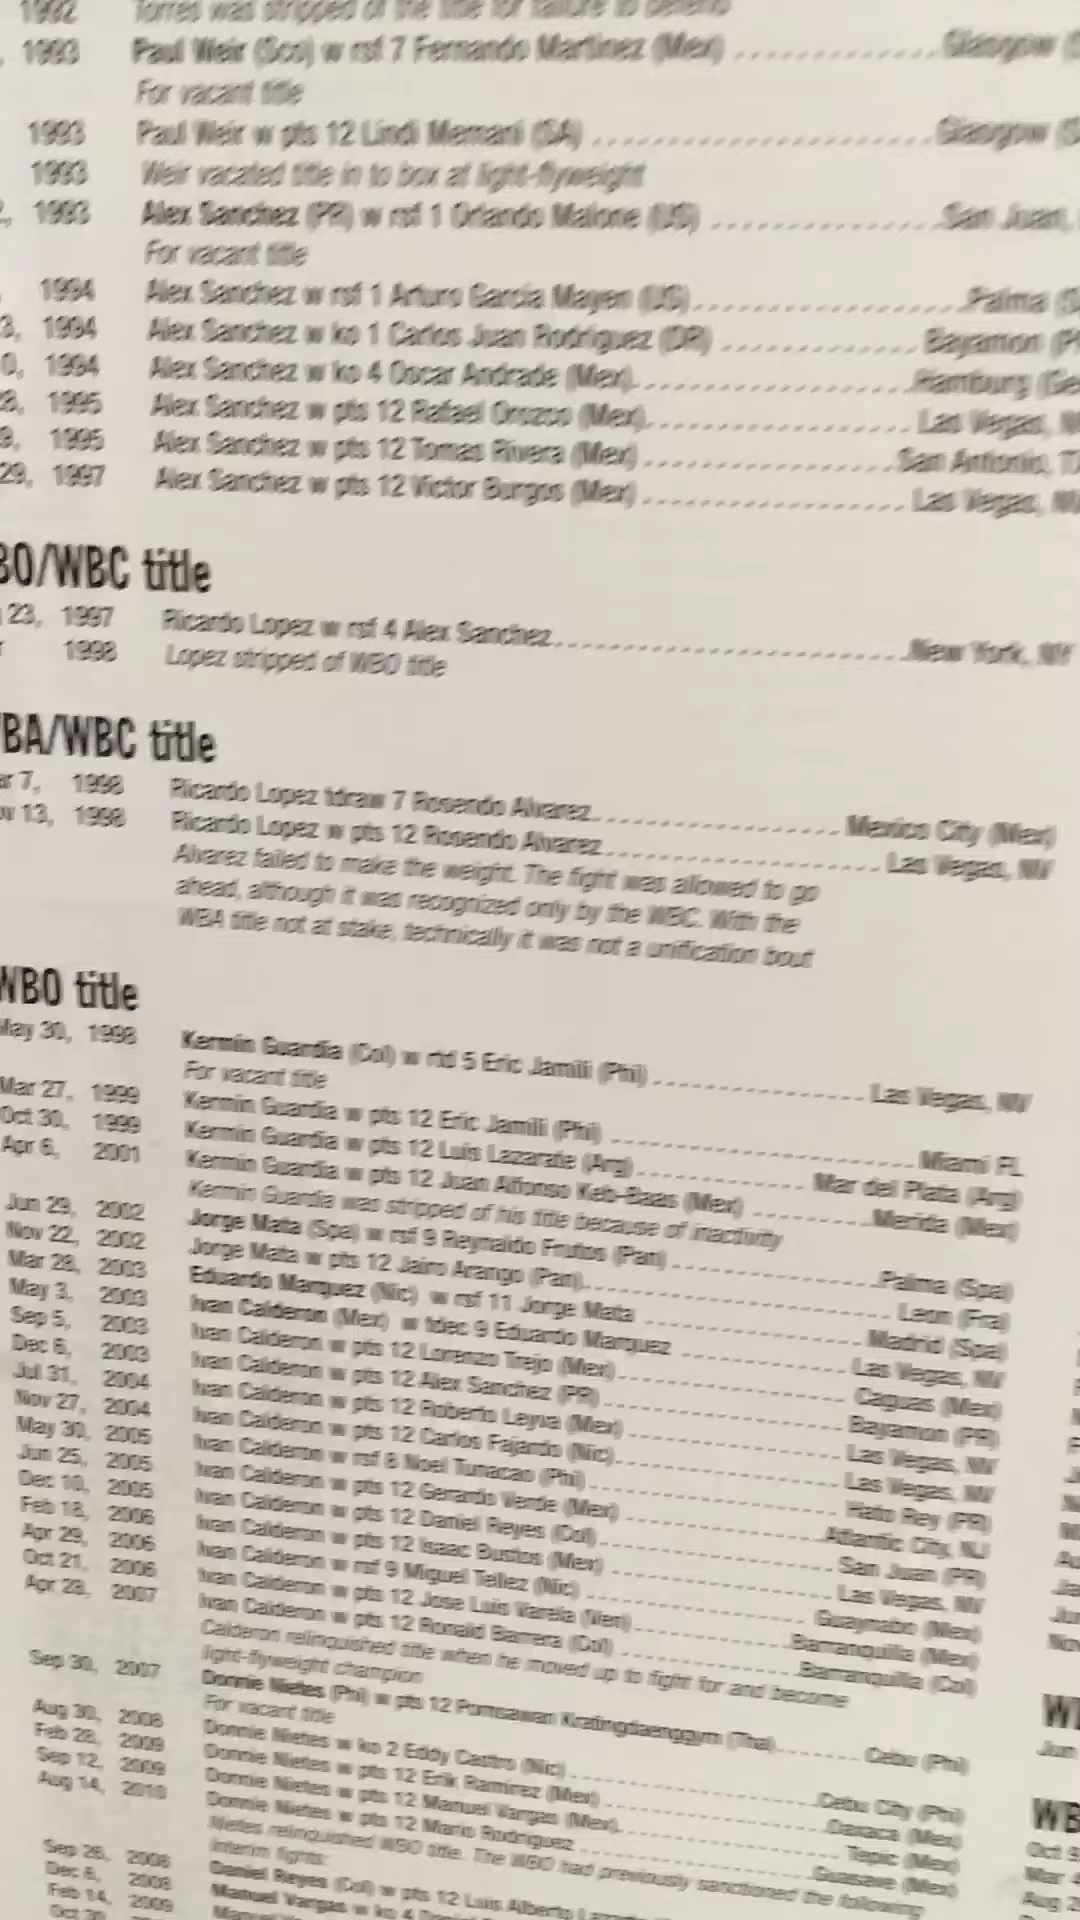 1992 Torres was stripped of the title for failure to defend
, 1993 Paul Weir (Sco) w rsf 7 Fernando Martinez (Mex) Glasgow (S
For vacant title
1993 Paul Weir w pts 12 Lindi Memani (SA) Glasgow (S
1993 Weir vacated title in to box at light-flyweight
, 1993 Alex Sanchez (PR) w rsf 1 Orlando Malone (US) San Juan,
For vacant title
1994 Alex Sanchez w rsf 1 Arturo Garcia Mayen (US) Palma (S
3, 1994 Alex Sanchez w ko 1 Carlos Juan Rodriguez (DR) Bayamon (P
0, 1994 Alex Sanchez w ko 4 Oscar Andrade (Mex) Hamburg (Ge
28, 1995 Alex Sanchez w pts 12 Rafael Orozco (Mex) Las Vegas, N
9, 1995 Alex Sanchez w pts 12 Tomas Rivera (Mex) San Antonio, T
29, 1997 Alex Sanchez w pts 12 Victor Burgos (Mex) Las Vegas, N
BO/WBC title
23, 1997 Ricardo Lopez w rsf 4 Alex Sanchez New York, NY
1998 Lopez stripped of WBO title
BA/WBC title
ar 7, 1998 Ricardo Lopez tdraw 7 Rosendo Alvarez Mexico City (Mex)
ov 13, 1998 Ricardo Lopez w pts 12 Rosendo Alvarez Las Vegas, NV
Alvarez failed to make the weight. The fight was allowed to go
ahead, although it was recognized only by the WBC. With the
WBA title not at stake, technically it was not a unification bout
WBO title
May 30, 1998 Kermin Guardia (Col) w rtd 5 Eric Jamili (Phi) Las Vegas, NV
For vacant title
Mar 27, 1999 Kermin Guardia w pts 12 Eric Jamili (Phi) Miami FL
Oct 30, 1999 Kermin Guardia w pts 12 Luis Lazarate (Arg) Mar del Plata (Arg)
Apr 6, 2001 Kermin Guardia w pts 12 Juan Alfonso Keb-Baas (Mex) Merida (Mex)
Kermin Guardia was stripped of his title because of inactivity
Jun 29, 2002 Jorge Mata (Spa) w rsf 9 Reynaldo Frutos (Pan) Palma (Spa)
Nov 22, 2002 Jorge Mata w pts 12 Jairo Arango (Pan) Leon (Fra)
Mar 28, 2003 Eduardo Marquez (Nic) w rsf 11 Jorge Mata Madrid (Spa)
May 3, 2003 Ivan Calderon (Mex) w tdec 9 Eduardo Marquez Las Vegas, NV
Sep 5, 2003 Ivan Calderon w pts 12 Lorenzo Trejo (Mex) Caguas (Mex)
Dec 6, 2003 Ivan Calderon w pts 12 Alex Sanchez (PR) Bayamon (PR)
Jul 31, 2004 Ivan Calderon w pts 12 Roberto Leyva (Mex) Las Vegas, NV
Nov 27, 2004 Ivan Calderon w pts 12 Carlos Fajardo (Nic) Las Vegas, NV
May 30, 2005 Ivan Calderon w rsf 8 Noel Tunacao (Phi) Hato Rey (PR)
Jun 25, 2005 Ivan Calderon w pts 12 Gerardo Verde (Mex) Atlantic City, NJ
Dec 10, 2005 Ivan Calderon w pts 12 Daniel Reyes (Col) San Juan (PR)
Feb 18, 2006 Ivan Calderon w pts 12 Isaac Bustos (Mex) Las Vegas, NV
Apr 29, 2006 Ivan Calderon w rsf 9 Miguel Tellez (Nic) Guaynabo (Mex)
Oct 21, 2006 Ivan Calderon w pts 12 Jose Luis Varela (Ven) Barranquilla (Mex)
Apr 28, 2007 Ivan Calderon w pts 12 Ronald Barrera (Col) Barranquilla (Col)
Calderon relinquished title when he moved up to fight for and become
light-flyweight champion
Sep 30, 2007 Donnie Nietes (Phi) w pts 12 Pornsawan Kratingdaenggym (Tha) Cebu (Phi)
For vacant title
Aug 30, 2008 Donnie Nietes w ko 2 Eddy Castro (Nic) Cebu City (Phi)
Feb 28, 2009 Donnie Nietes w pts 12 Erik Ramirez (Mex) Oaxaca (Mex)
Sep 12, 2009 Donnie Nietes w pts 12 Manuel Vargas (Mex) Tepic (Mex)
Aug 14, 2010 Donnie Nietes w pts 12 Mario Rodriguez Guasave (Mex)
Nietes relinquished WBO title. The WBO had previously sanctioned the following
interim fights:
Sep 26, 2008 Daniel Reyes (Col) w pts 12 Luis Alberto
Dec 6, 2008 Manuel Vargas w ko 4
Feb 14, 2009
Oct
WB
Jun
WB
Oct 9
Mar 4
Aug 2